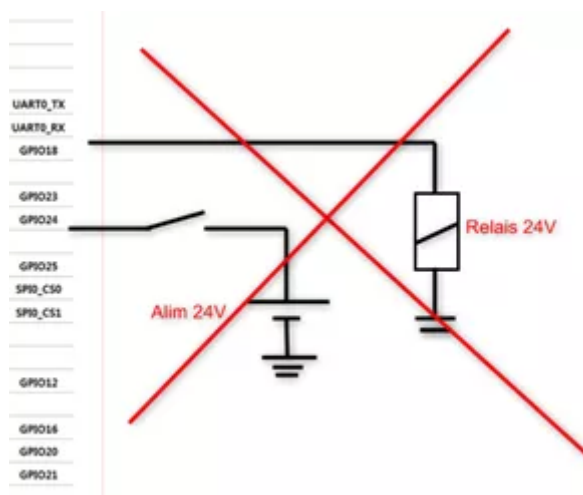 UART0_TX
UART0_RX
GPIO18
GPIO23
GPIO24
Relais 24V
GPIO25
SPI0_CS0
SPI0_CS1
Alim 24V
GPIO12
GPIO16
GPIO20
GPIO21